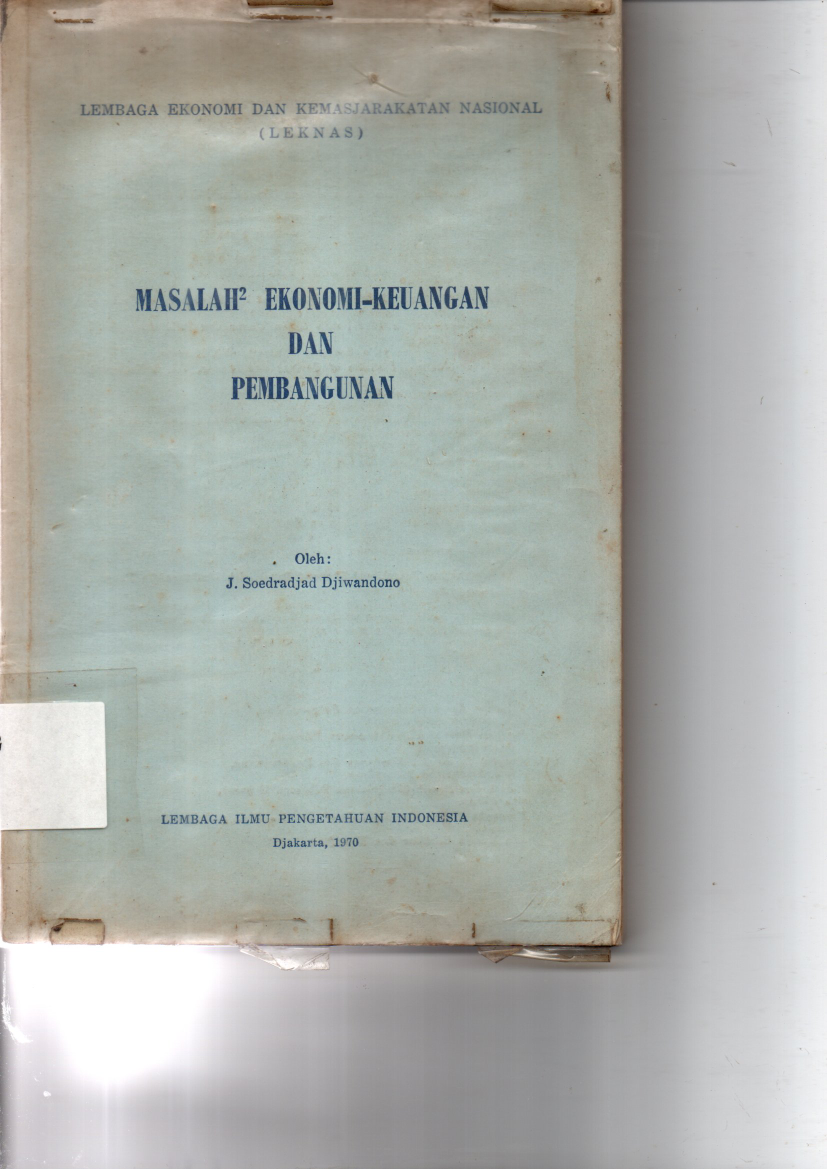 LEMBAGA EKONOMI DAN KEMASJARAKATAN NASIONAL
(LEKNAS)
MASALAH² EKONOMI-KEUANGAN
DAN
PEMBANGUNAN
Oleh:
J. Soedradjad Djiwandono
LEMBAGA ILMU PENGETAHUAN INDONESIA
Djakarta, 1970